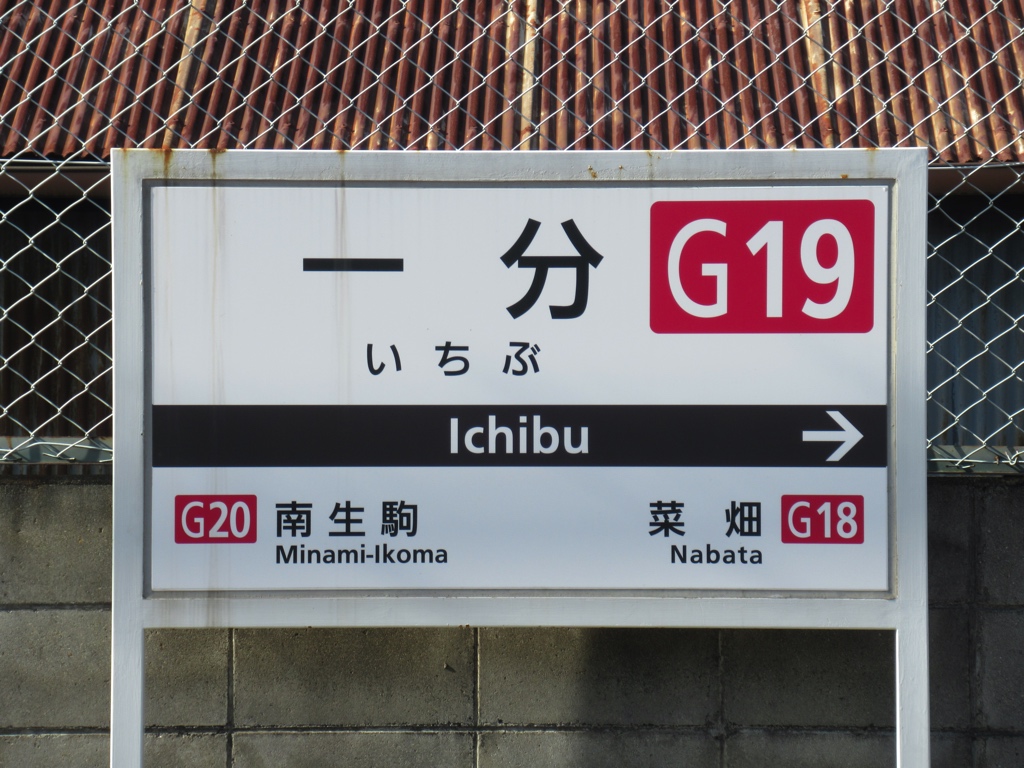 一分 G19
いちぶ
Ichibu →
G20 南生駒 菜畑 G18
Minami-Ikoma Nabata